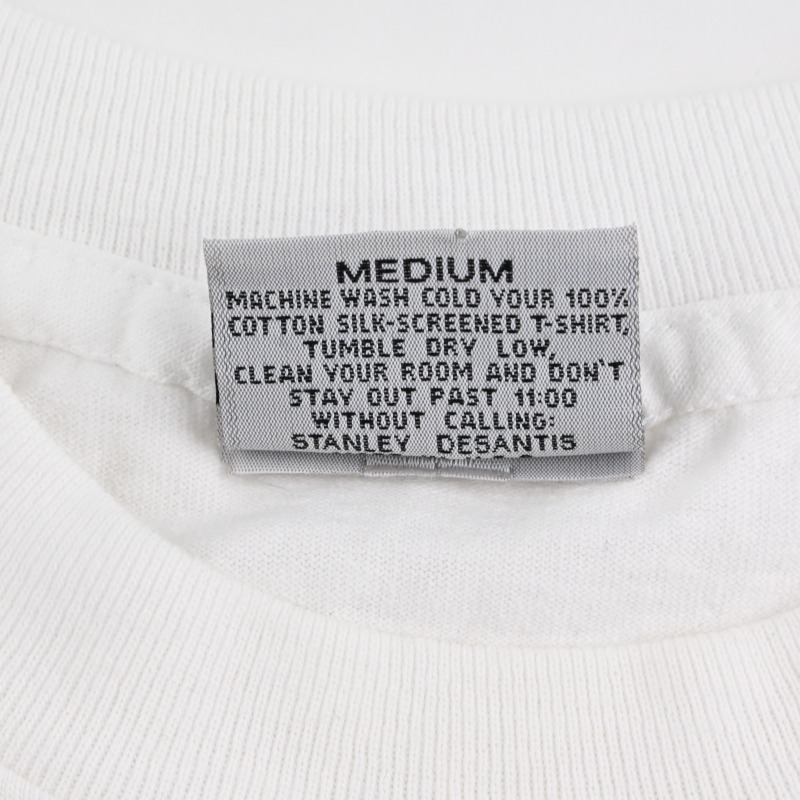 MEDIUM
MACHINE WASH COLD YOUR 100%
COTTON SILK-SCREENED T-SHIRT,
TUMBLE DRY LOW,
CLEAN YOUR ROOM AND DON'T
STAY OUT PAST 11:00
WITHOUT CALLING:
STANLEY DESANTIS